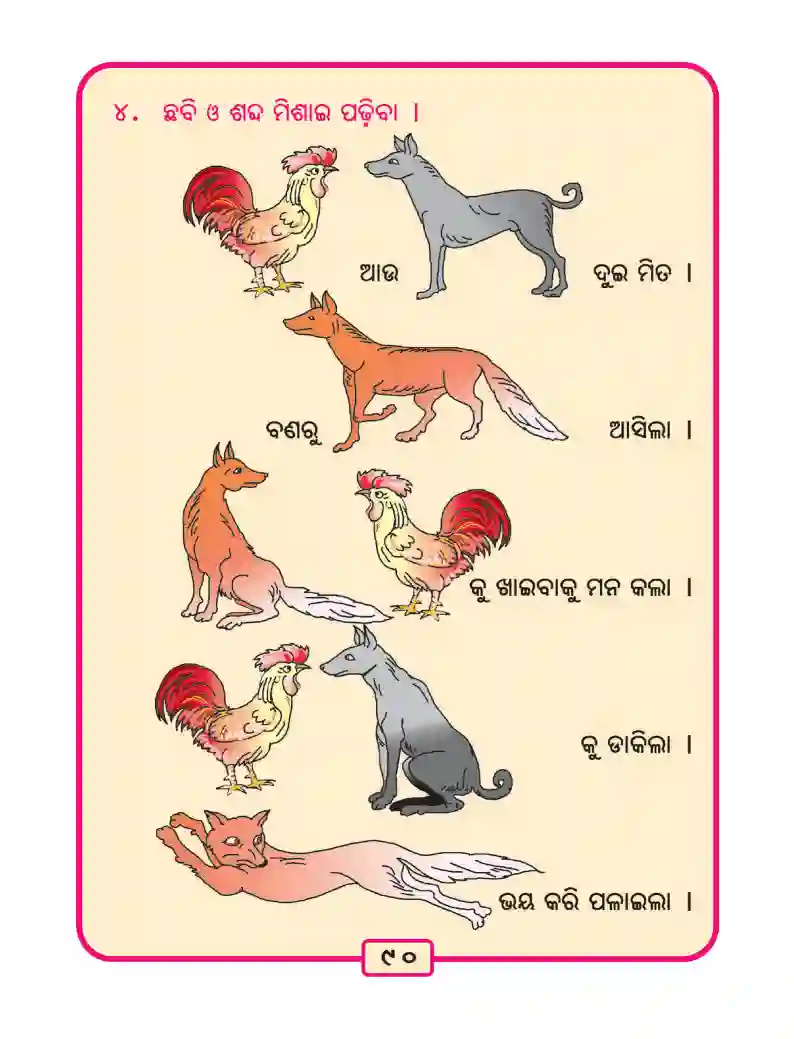 ୪. ଛବି ଓ ଶବ୍ଦ ମିଶାଇ ପଢ଼ିବା ।
ଆଉ ଦୁଇ ମିତ ।
ବଣରୁ ଆସିଲା ।
କୁ ଖାଇବାକୁ ମନ କଲା ।
କୁ ଡାକିଲା ।
ଭୟ କରି ପଳାଇଲା ।
୯୦